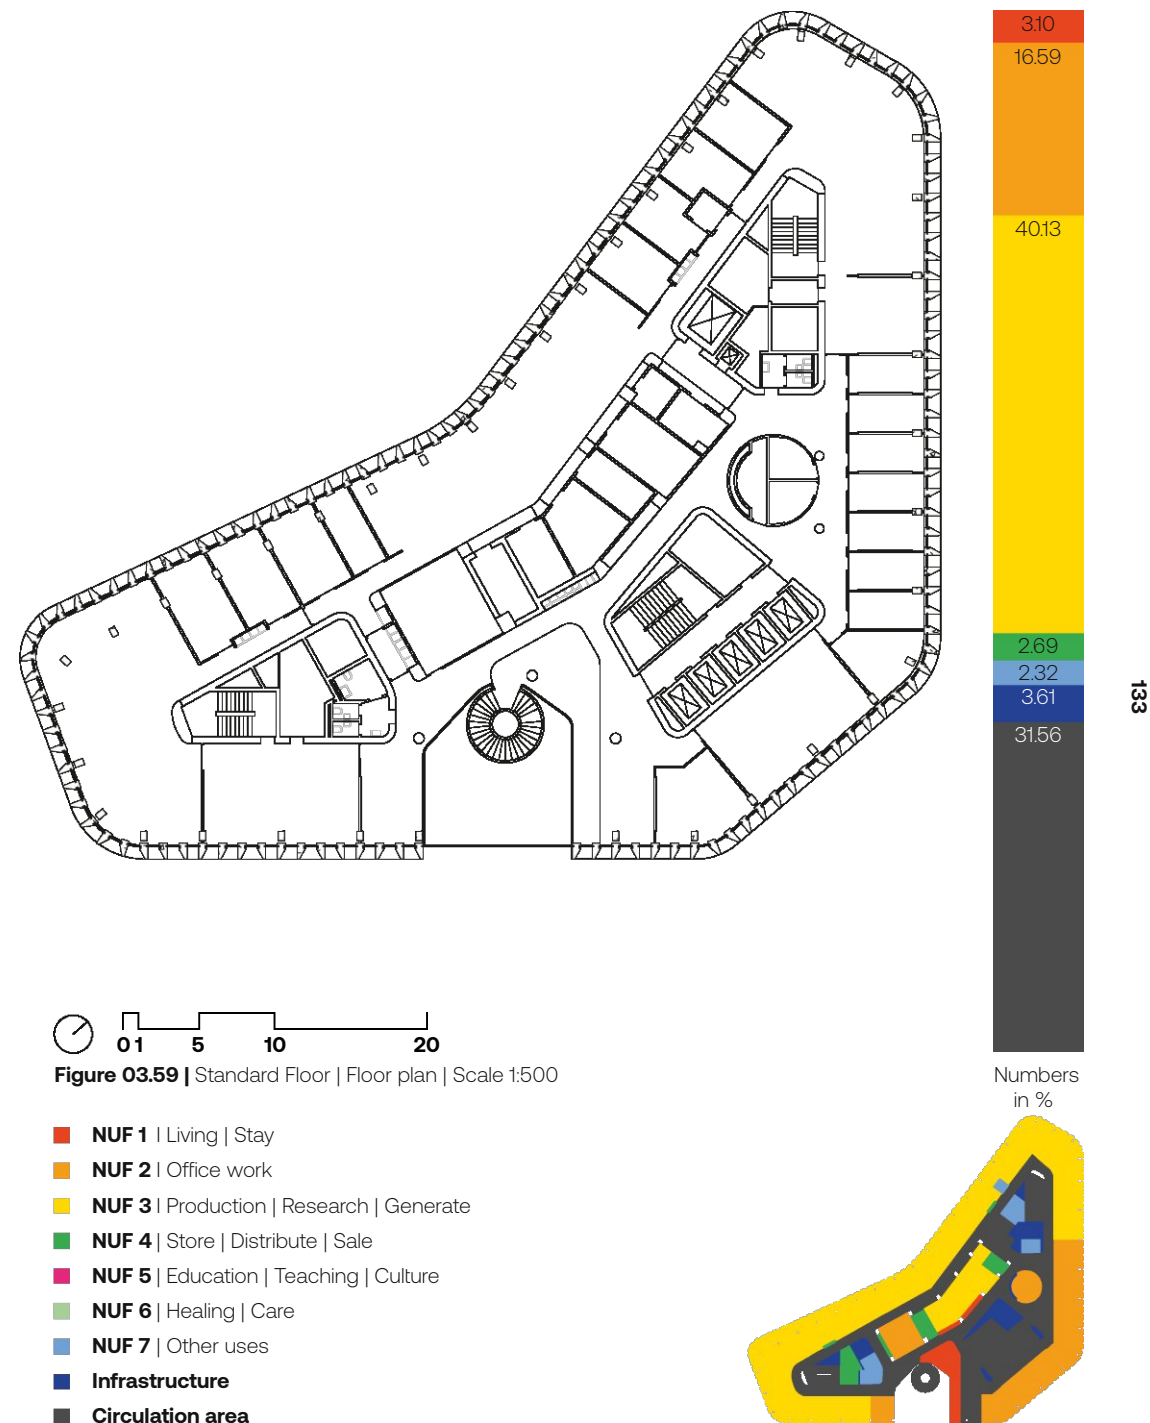 3.10
16.59
40.13
2.69
2.32
3.61
31.56
133
0 1 5 10 20
Figure 03.59 | Standard Floor | Floor plan | Scale 1:500
Numbers
in %
NUF 1 | Living | Stay
NUF 2 | Office work
NUF 3 | Production | Research | Generate
NUF 4 | Store | Distribute | Sale
NUF 5 | Education | Teaching | Culture
NUF 6 | Healing | Care
NUF 7 | Other uses
Infrastructure
Circulation area